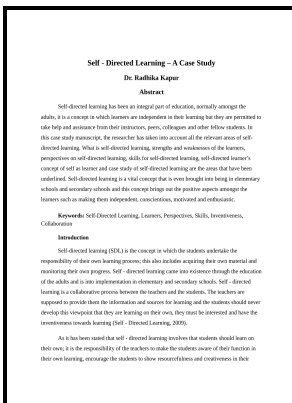 Self - Directed Learning – A Case Study
Dr. Radhika Kapur
Abstract
Self-directed learning has been an integral part of education, normally amongst the
adults, it is a concept in which learners are independent in their learning but they are permitted to
take help and assistance from their instructors, peers, colleagues and other fellow students. In
this case study manuscript, the researcher has taken into account all the relevant areas of self-
directed learning. What is self-directed learning, strengths and weaknesses of the learners,
perspectives on self-directed learning, skills for self-directed learning, self-directed learner's
concept of self as learner and case study of self-directed learning are the areas that have been
underlined. Self-directed learning is a vital concept that is even brought into being in elementary
schools and secondary schools and this concept brings out the positive aspects amongst the
learners such as making them independent, conscientious, motivated and enthusiastic.
Keywords: Self-Directed Learning, Learners, Perspectives, Skills, Inventiveness,
Collaboration
Introduction
Self-directed learning (SDL) is the concept in which the students undertake the
responsibility of their own learning process; this also includes acquiring their own material and
monitoring their own progress. Self - directed learning came into existence through the education
of the adults and is into implementation in elementary and secondary schools. Self - directed
learning is a collaborative process between the teachers and the students. The teachers are
supposed to provide them the information and sources for learning and the students should never
develop this viewpoint that they are learning on their own, they must be interested and have the
inventiveness towards learning (Self - Directed Learning, 2009).
As it has been stated that self - directed learning involves that students should learn on
their own; it is the responsibility of the teachers to make the students aware of their function in
their own learning, encourage the students to show resourcefulness and creativeness in their